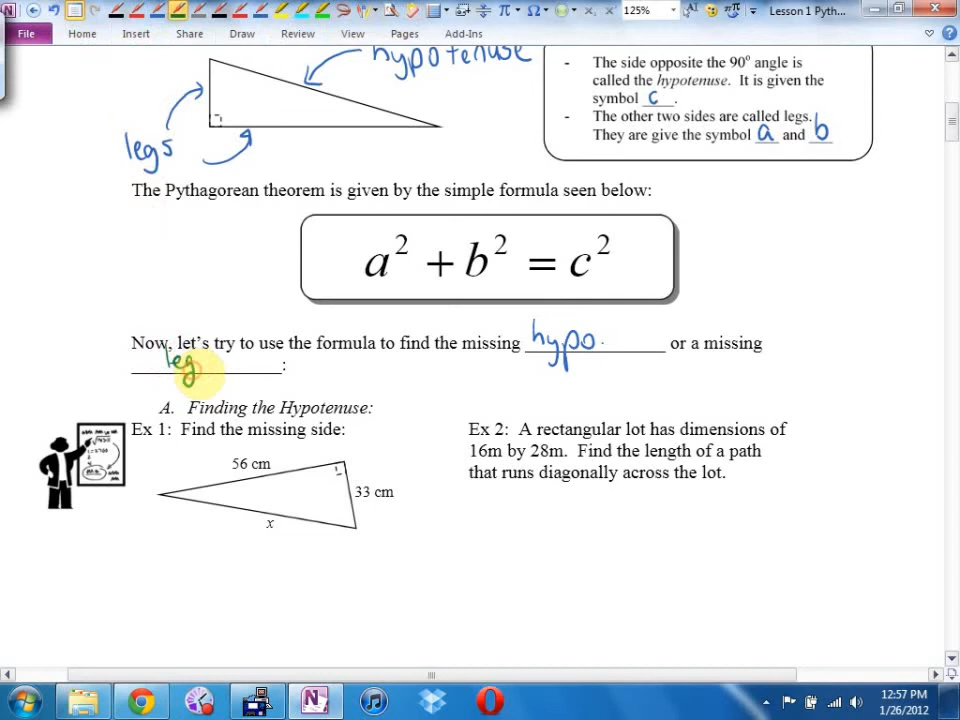 125%
Lesson 1 Pyth...
File Home Insert Share Draw Review Pages View Add-Ins
hypotenuse
legs
- The side opposite the 90° angle is
called the hypotenuse. It is given the
symbol c.
- The other two sides are called legs.
They are give the symbol a and b
The Pythagorean theorem is given by the simple formula seen below:
a² + b² = c²
Now, let's try to use the formula to find the missing hypo. or a missing
leg:
A. Finding the Hypotenuse:
Ex 1: Find the missing side:
56 cm
33 cm
x
Ex 2: A rectangular lot has dimensions of
16m by 28m. Find the length of a path
that runs diagonally across the lot.
12:57 PM
1/26/2012